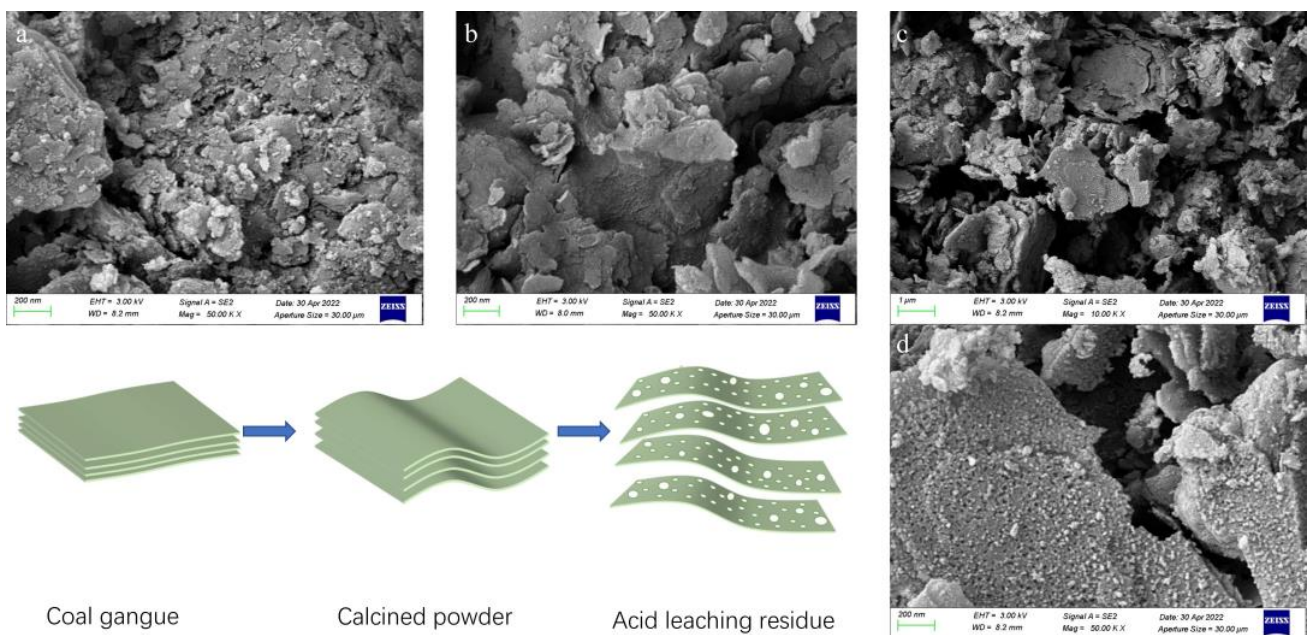 a
200 nm
EHT = 3.00 kV
WD = 8.2 mm
Signal A = SE2
Mag = 50.00 K X
Date: 30 Apr 2022
Aperture Size = 30.00 µm
ZEISS
b
200 nm
EHT = 3.00 kV
WD = 8.0 mm
Signal A = SE2
Mag = 50.00 K X
Date: 30 Apr 2022
Aperture Size = 30.00 µm
ZEISS
c
1 µm
EHT = 3.00 kV
WD = 8.2 mm
Signal A = SE2
Mag = 10.00 K X
Date: 30 Apr 2022
Aperture Size = 30.00 µm
ZEISS
d
200 nm
EHT = 3.00 kV
WD = 8.2 mm
Signal A = SE2
Mag = 50.00 K X
Date: 30 Apr 2022
Aperture Size = 30.00 µm
ZEISS
Coal gangue
Calcined powder
Acid leaching residue